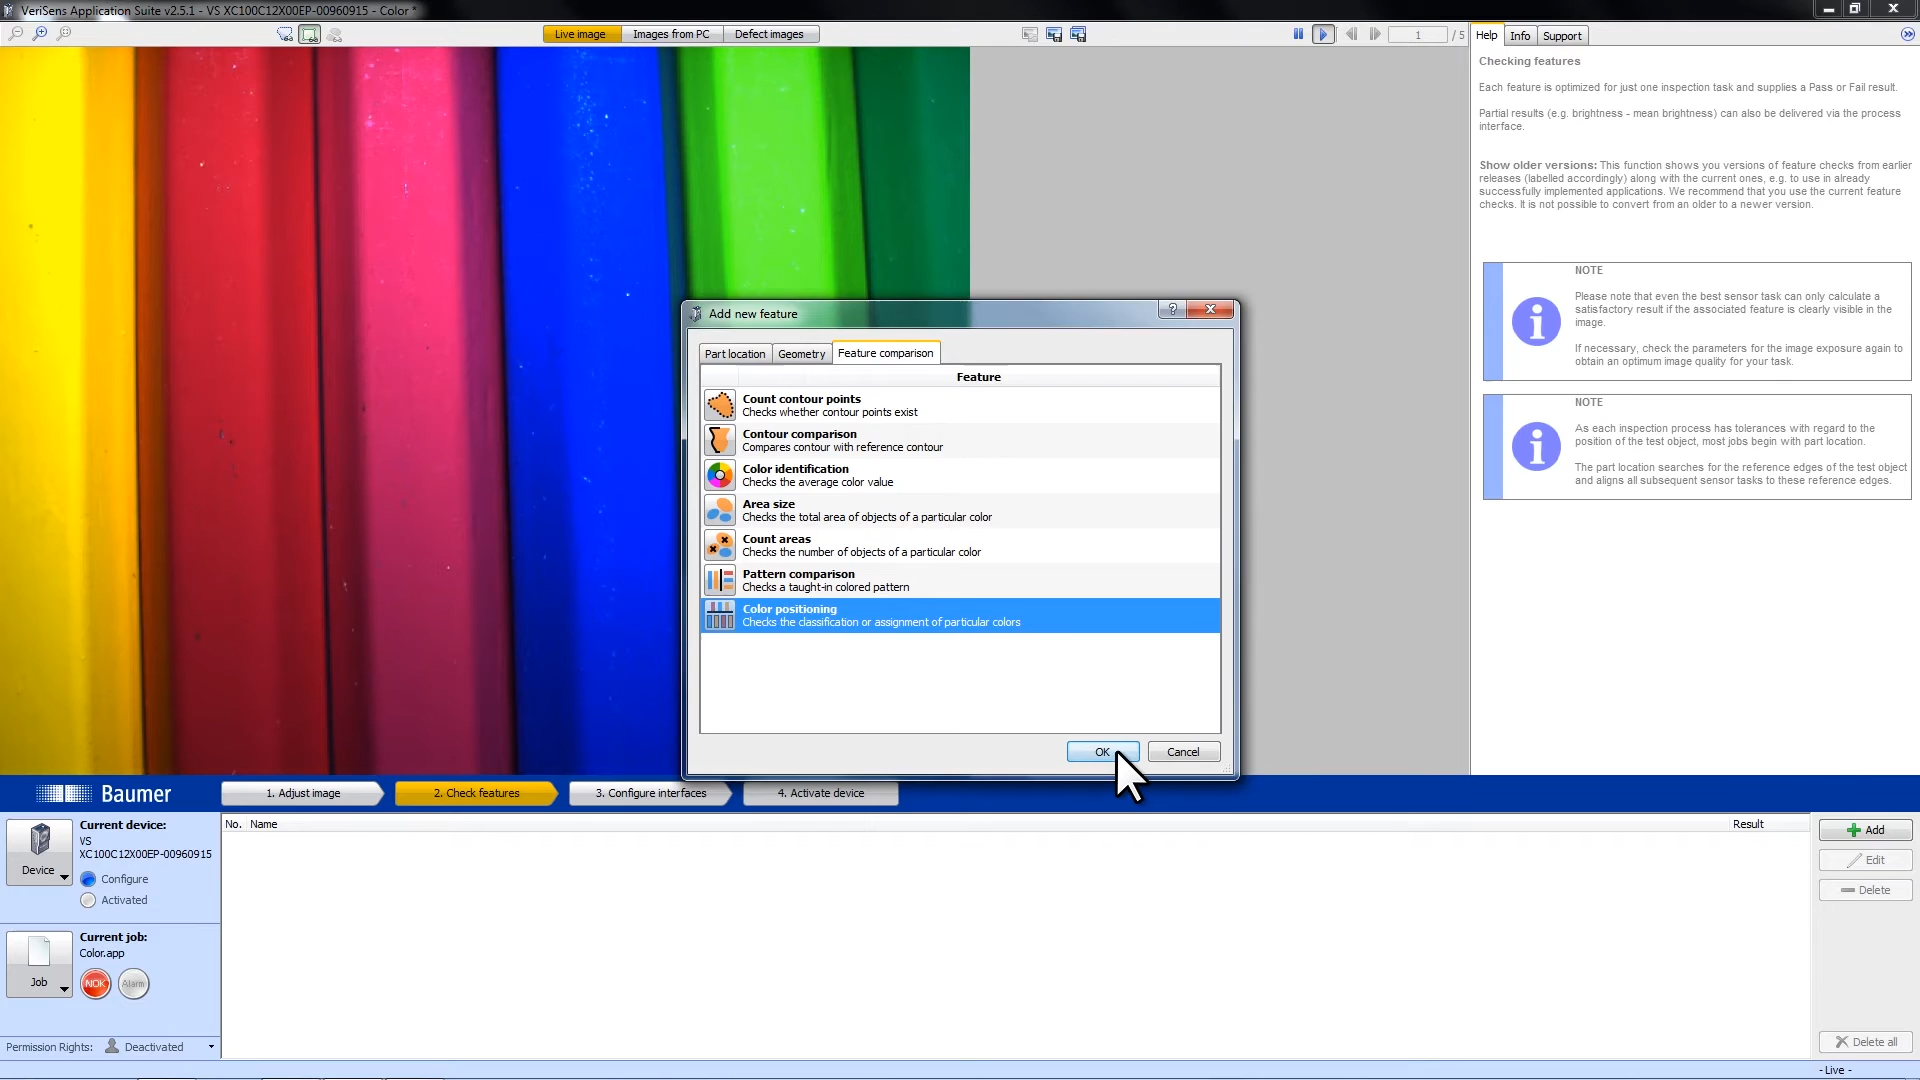 VeriSens Application Suite v2.5.1 - VS XC100C12X00EP-00960915 - Color *
Live image
Images from PC
Defect images
1
/ 5
Help
Info
Support
Checking features
Each feature is optimized for just one inspection task and supplies a Pass or Fail result.
Partial results (e.g. brightness - mean brightness) can also be delivered via the process
interface.
Show older versions: This function shows you versions of feature checks from earlier
releases (labelled accordingly) along with the current ones, e.g. to use in already
successfully implemented applications. We recommend that you use the current feature
checks. It is not possible to convert from an older to a newer version.
NOTE
Please note that even the best sensor task can only calculate a
satisfactory result if the associated feature is clearly visible in the
image.
If necessary, check the parameters for the image exposure again to
obtain an optimum image quality for your task.
NOTE
As each inspection process has tolerances with regard to the
position of the test object, most jobs begin with part location.
The part location searches for the reference edges of the test object
and aligns all subsequent sensor tasks to these reference edges.
Add new feature
Part location
Geometry
Feature comparison
Feature
Count contour points
Checks whether contour points exist
Contour comparison
Compares contour with reference contour
Color identification
Checks the average color value
Area size
Checks the total area of objects of a particular color
Count areas
Checks the number of objects of a particular color
Pattern comparison
Checks a taught-in colored pattern
Color positioning
Checks the classification or assignment of particular colors
OK
Cancel
Baumer
1. Adjust image
2. Check features
3. Configure interfaces
4. Activate device
Device
Current device:
VS
XC100C12X00EP-00960915
Configure
Activated
Job
Current job:
Color.app
NOK
Alarm
Permission Rights:
Deactivated
No.
Name
Result
Add
Edit
Delete
Delete all
- Live -